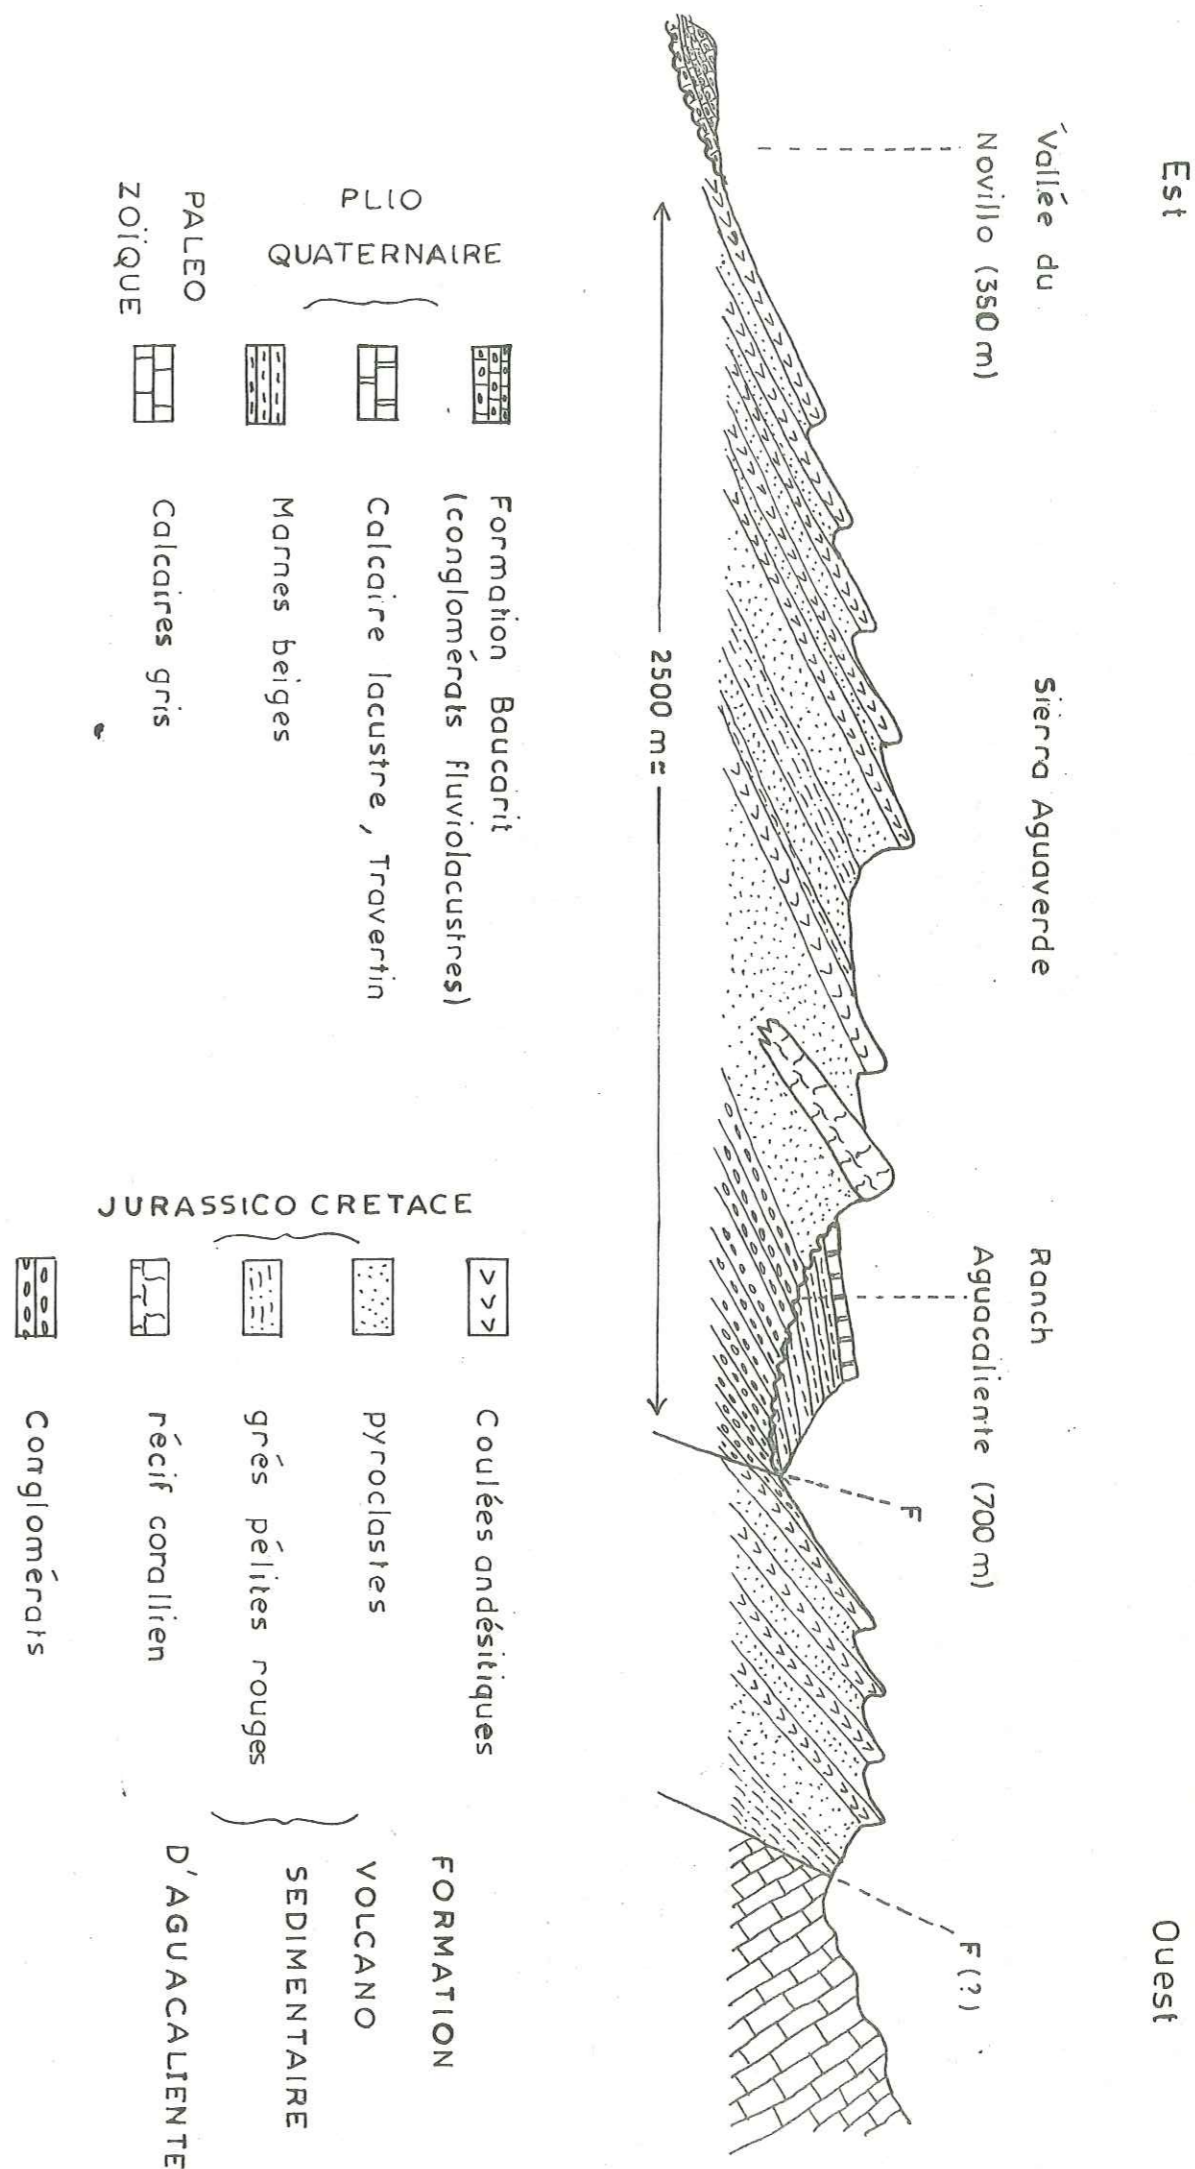 Est
Ouest
Vallée du
Novillo (350 m)
Sierra Aguaverde
Ranch
Aguacaliente (700 m)
F
F(?)
2500 m=
PLIO
QUATERNAIRE
Formation Baucarit
(conglomérats fluviolacustres)
Calcaire lacustre, Travertin
Marnes beiges
PALEO
ZOÏQUE
Calcaires gris
JURASSICO CRETACE
Coulées andésitiques
pyroclastes
grés pélites rouges
récif corallien
Conglomérats
FORMATION
VOLCANO
SEDIMENTAIRE
D'AGUACALIENTE